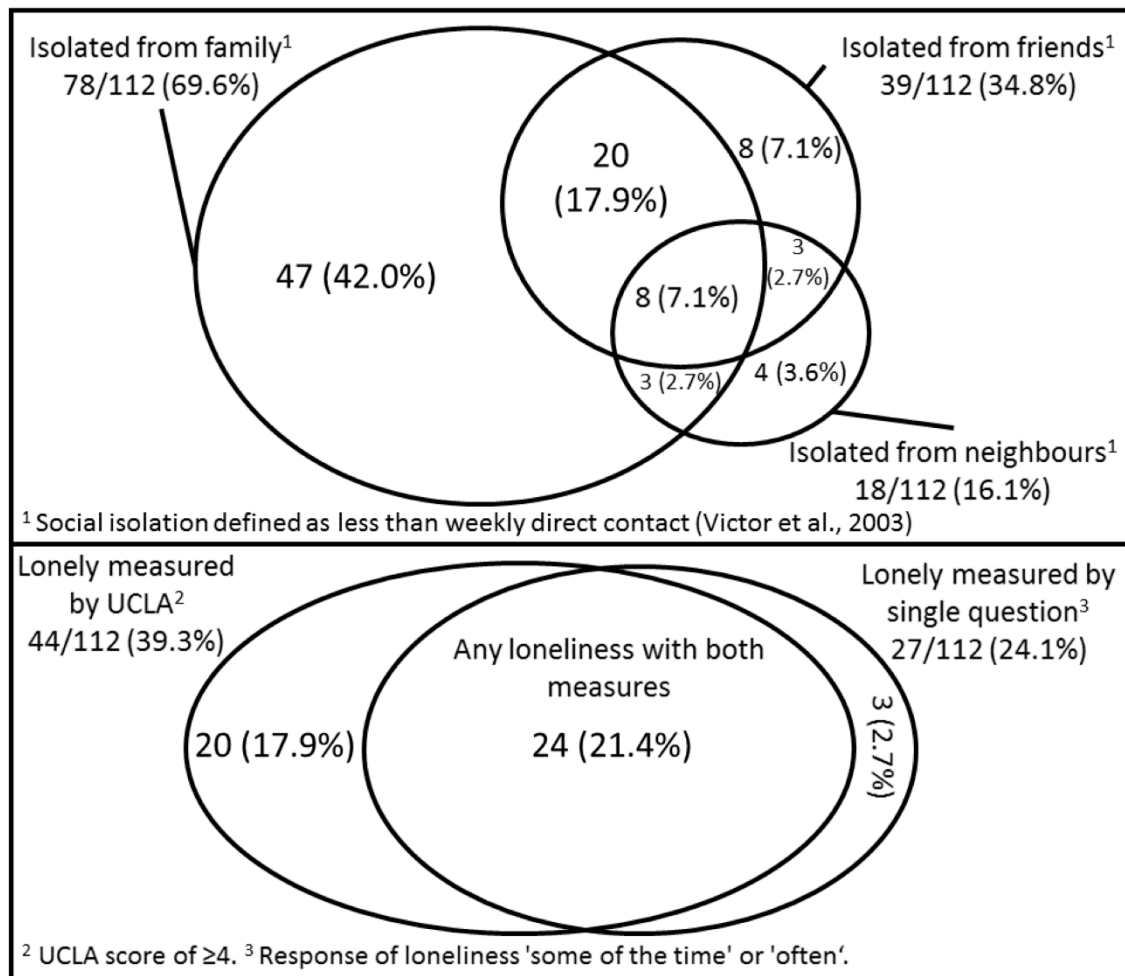 Isolated from family¹
78/112 (69.6%)
Isolated from friends¹
39/112 (34.8%)
20
(17.9%)
8 (7.1%)
47 (42.0%)
3
(2.7%)
8 (7.1%)
3 (2.7%)
4 (3.6%)
Isolated from neighbours¹
18/112 (16.1%)
¹ Social isolation defined as less than weekly direct contact (Victor et al., 2003)
Lonely measured
by UCLA²
44/112 (39.3%)
Lonely measured by
single question³
27/112 (24.1%)
Any loneliness with both
measures
20 (17.9%)
24 (21.4%)
3 (2.7%)
² UCLA score of ≥4. ³ Response of loneliness 'some of the time' or 'often‘.